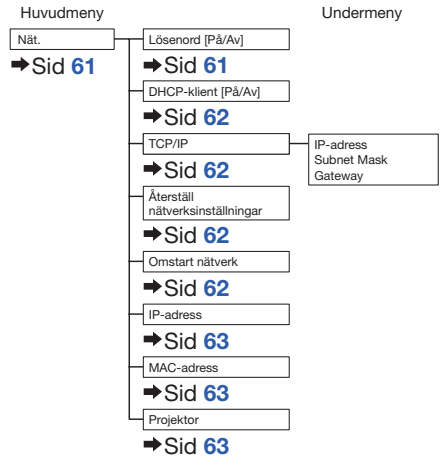 Huvudmeny
Undermeny
Nät.
➡Sid 61
Lösenord [På/Av]
➡Sid 61
DHCP-klient [På/Av]
➡Sid 62
TCP/IP
➡Sid 62
IP-adress
Subnet Mask
Gateway
Återställ
nätverksinställningar
➡Sid 62
Omstart nätverk
➡Sid 62
IP-adress
➡Sid 63
MAC-adress
➡Sid 63
Projektor
➡Sid 63